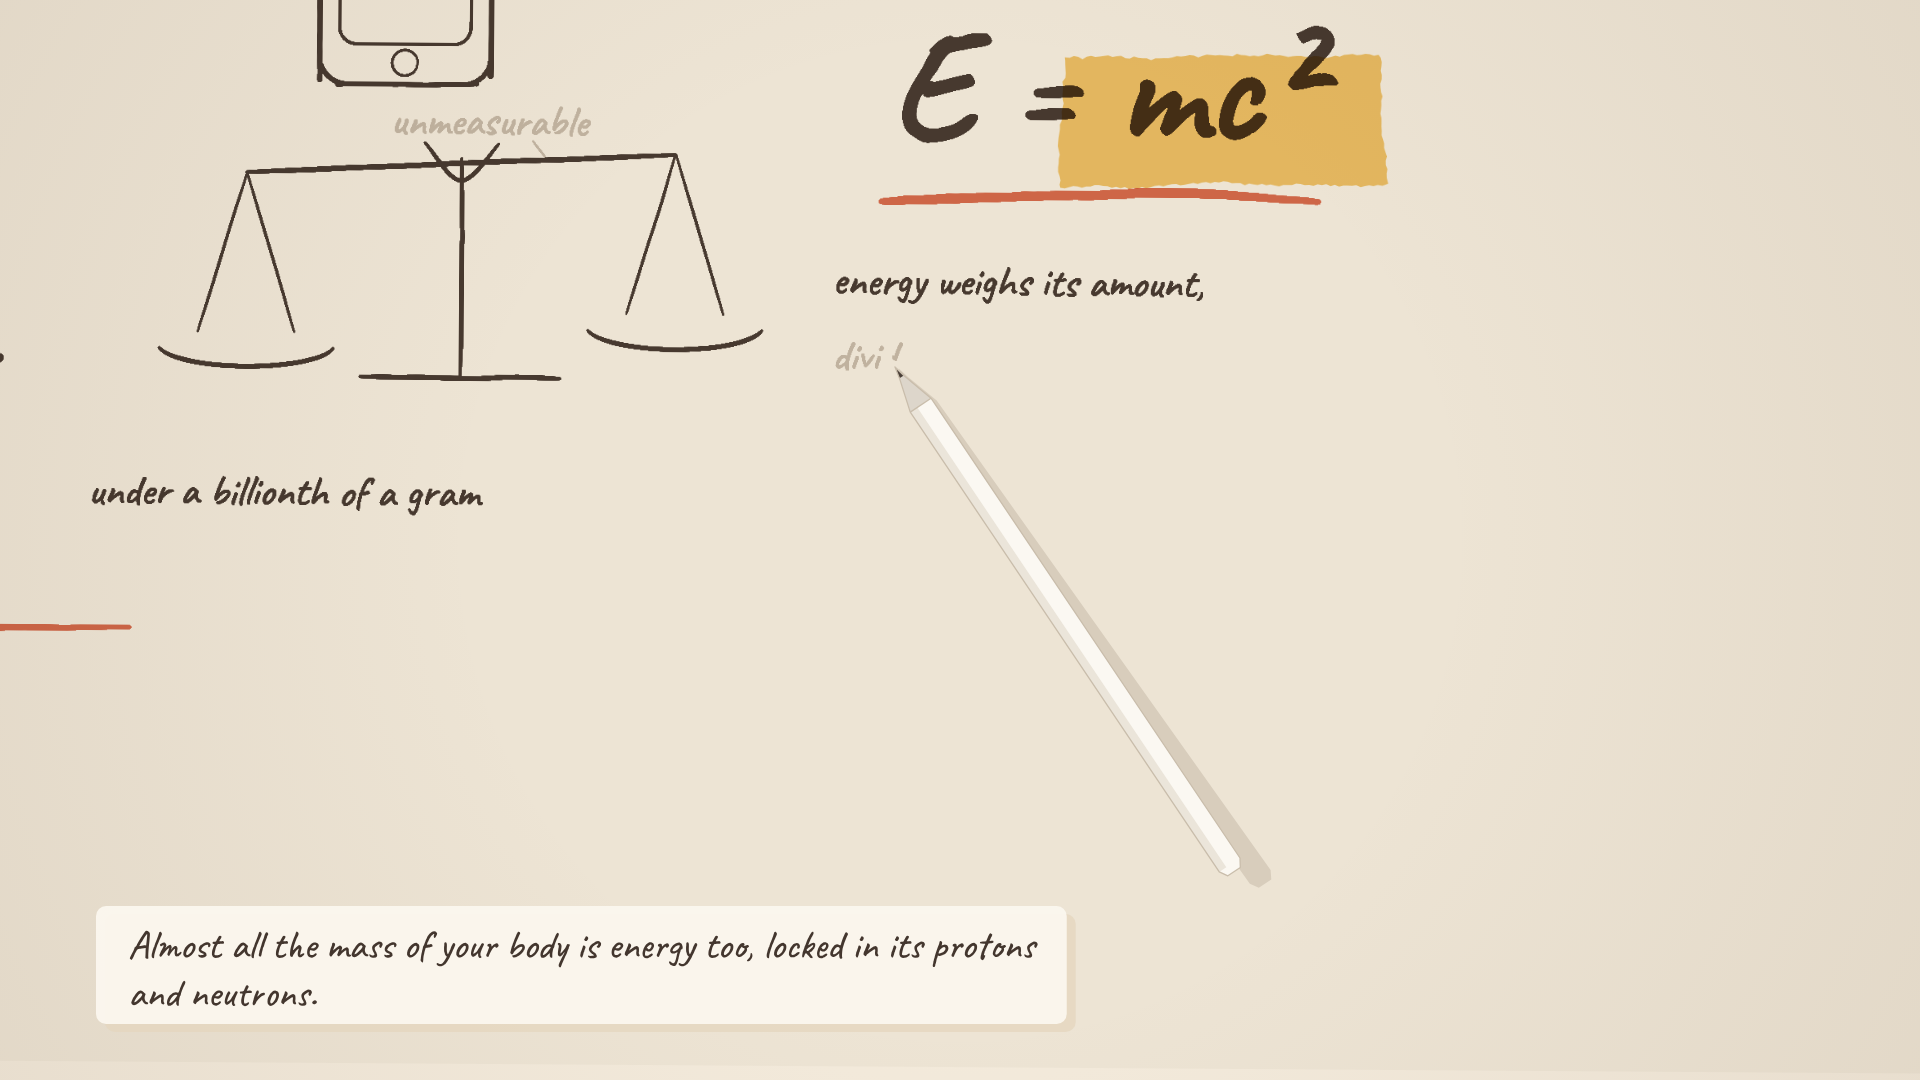 unmeasurable
under a billionth of a gram
E = mc²
energy weighs its amount,
divi
Almost all the mass of your body is energy too, locked in its protons
and neutrons.